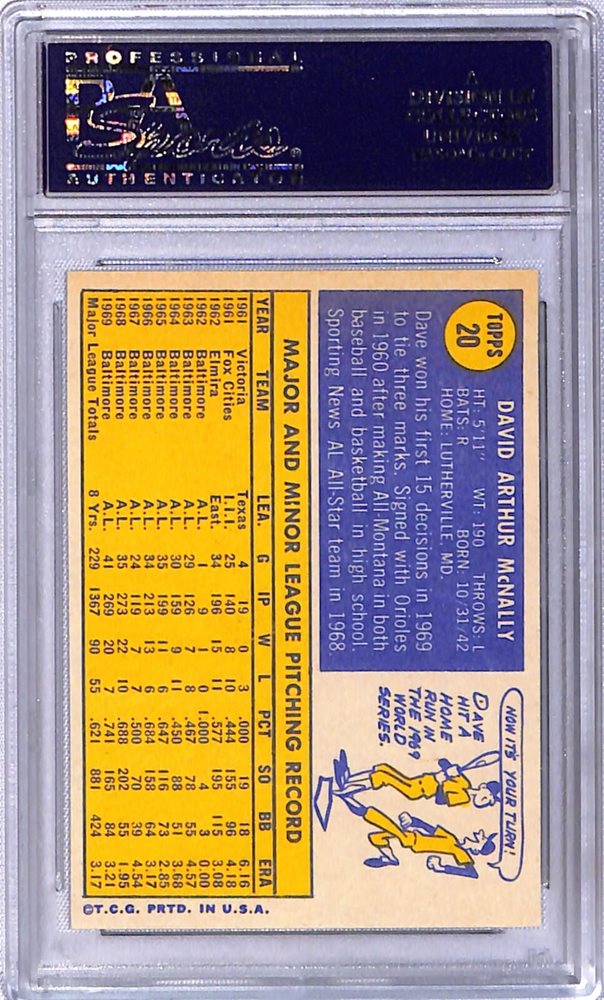 PROFESSIONAL
PSA
Sports
AUTHENTICATOR
A
DIVISION OF
COLLECTORS
UNIVERSE
NASDAQ: CLCT
TOPPS
20
DAVID ARTHUR McNALLY
HT: 5'11" WT: 190 THROWS: L
BATS: R BORN: 10/31/42
HOME: LUTHERVILLE, MD.
Dave won his first 15 decisions in 1969
to tie three marks. Signed with Orioles
in 1960 after making All-Montana in both
baseball and basketball in high school.
Sporting News AL All-Star team in 1968.
NOW IT'S YOUR TURN!
DAVE
HIT A
HOME
RUN IN
THE 1969
WORLD
SERIES.
MAJOR AND MINOR LEAGUE PITCHING RECORD
YEAR TEAM LEA. G IP W L PCT SO BB ERA
1961 Victoria Texas 4 19 0 3 .000 19 18 6.16
1961 Fox Cities I.I.I. 25 140 8 10 .444 155 96 4.18
1962 Elmira East. 34 196 15 11 .577 195 115 3.08
1962 Baltimore A.L. 1 9 1 0 1.000 4 3 0.00
1963 Baltimore A.L. 29 126 7 8 .467 78 55 4.57
1964 Baltimore A.L. 30 159 9 11 .450 88 51 3.68
1965 Baltimore A.L. 35 199 11 6 .647 116 73 2.85
1966 Baltimore A.L. 34 213 13 6 .684 158 64 3.17
1967 Baltimore A.L. 24 119 7 7 .500 70 39 4.54
1968 Baltimore A.L. 35 273 22 10 .688 202 55 1.95
1969 Baltimore A.L. 41 269 20 7 .741 165 84 3.21
Major League Totals 8 Yrs. 229 1367 90 55 .621 881 424 3.17
©T.C.G. PRTD. IN U.S.A.